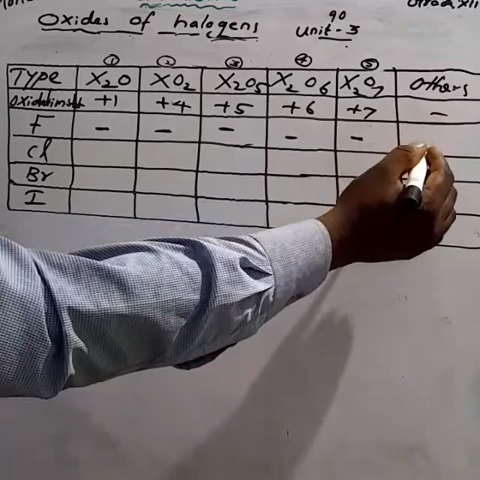 Oxides of halogens
90
Unit-3
① ② ③ ④ ⑤
TYPE X₂O XO₂ X₂O₅ X₂O₆ X₂O₇ Others
+1 +4 +5 +6 +7 –
F – – – – –
Cl
Br
I